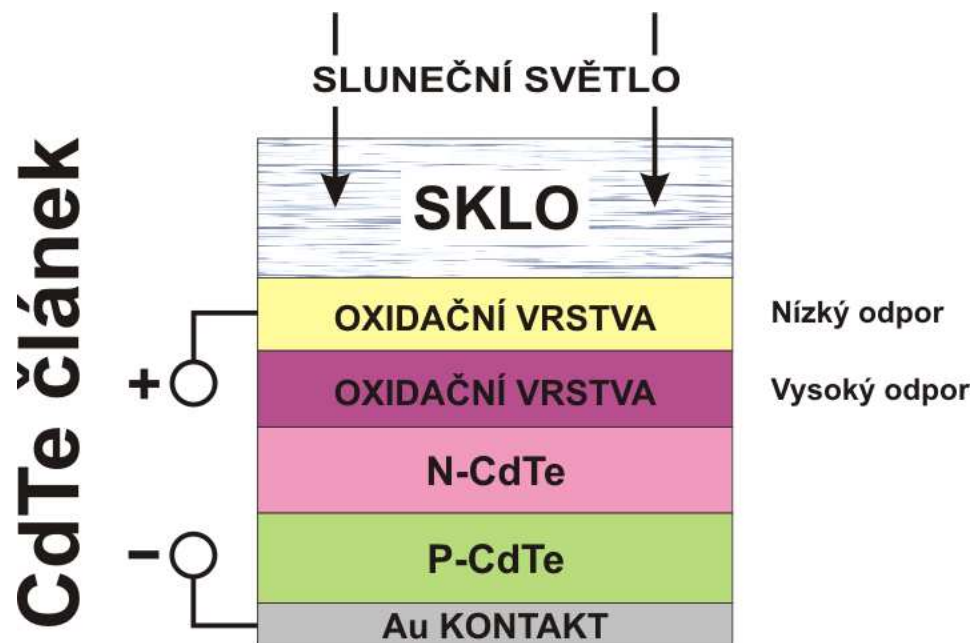 SLUNEČNÍ SVĚTLO
CdTe článek
SKLO
OXIDAČNÍ VRSTVA
Nízký odpor
+
OXIDAČNÍ VRSTVA
Vysoký odpor
N-CdTe
–
P-CdTe
Au KONTAKT